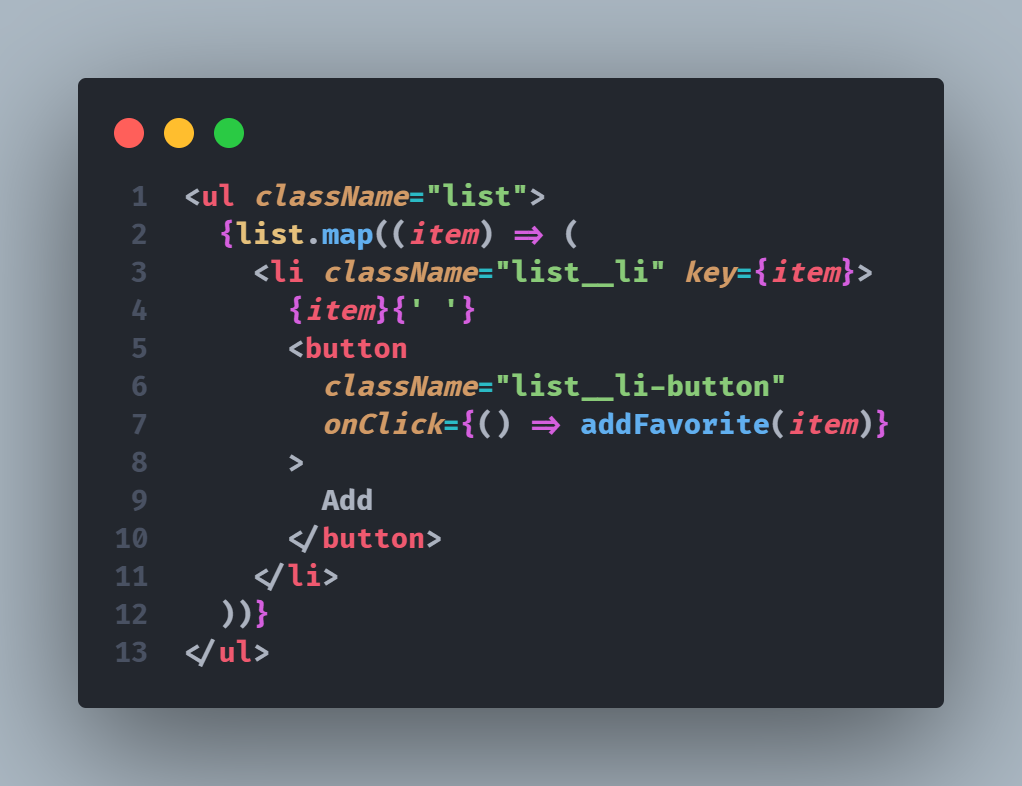 1 <ul className="list">
2   {list.map((item) => (
3     <li className="list__li" key={item}>
4       {item}{' '}
5       <button
6         className="list__li-button"
7         onClick={() => addFavorite(item)}
8       >
9         Add
10       </button>
11     </li>
12   ))}
13 </ul>